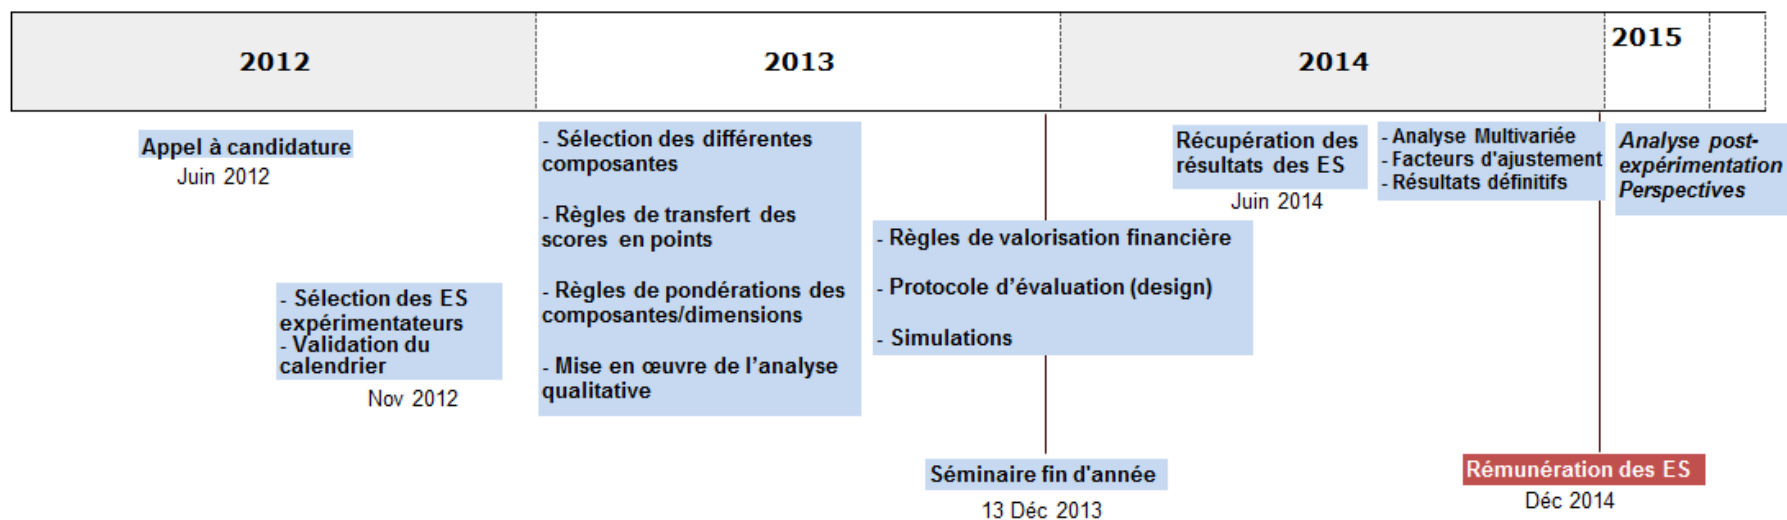 2012
2013
2014
2015
Appel à candidature
Juin 2012
- Sélection des ES
expérimentateurs
- Validation du
calendrier
Nov 2012
- Sélection des différentes
composantes
- Règles de transfert des
scores en points
- Règles de pondérations des
composantes/dimensions
- Mise en œuvre de l’analyse
qualitative
- Règles de valorisation financière
- Protocole d’évaluation (design)
- Simulations
Séminaire fin d'année
13 Déc 2013
Récupération des
résultats des ES
Juin 2014
- Analyse Multivariée
- Facteurs d'ajustement
- Résultats définitifs
Rémunération des ES
Déc 2014
Analyse post-
expérimentation
Perspectives